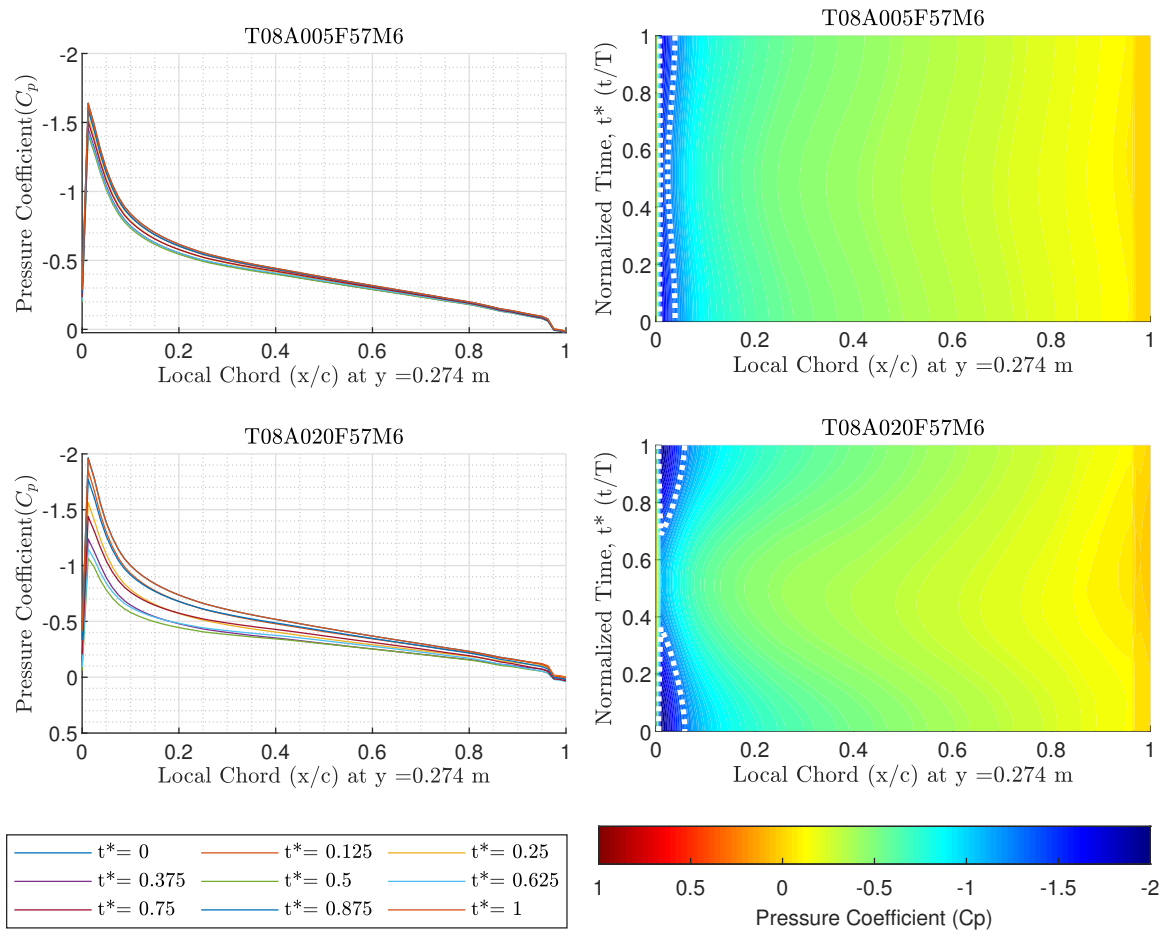 T08A005F57M6
-2
-1.5
-1
-0.5
0
Pressure Coefficient(Cp)
0 0.2 0.4 0.6 0.8 1
Local Chord (x/c) at y =0.274 m
T08A005F57M6
1
0.8
0.6
0.4
0.2
0
Normalized Time, t* (t/T)
0 0.2 0.4 0.6 0.8 1
Local Chord (x/c) at y =0.274 m
T08A020F57M6
-2
-1.5
-1
-0.5
0
0.5
Pressure Coefficient(Cp)
0 0.2 0.4 0.6 0.8 1
Local Chord (x/c) at y =0.274 m
T08A020F57M6
1
0.8
0.6
0.4
0.2
0
Normalized Time, t* (t/T)
0 0.2 0.4 0.6 0.8 1
Local Chord (x/c) at y =0.274 m
t*= 0 t*= 0.125 t*= 0.25
t*= 0.375 t*= 0.5 t*= 0.625
t*= 0.75 t*= 0.875 t*= 1
1 0.5 0 -0.5 -1 -1.5 -2
Pressure Coefficient (Cp)